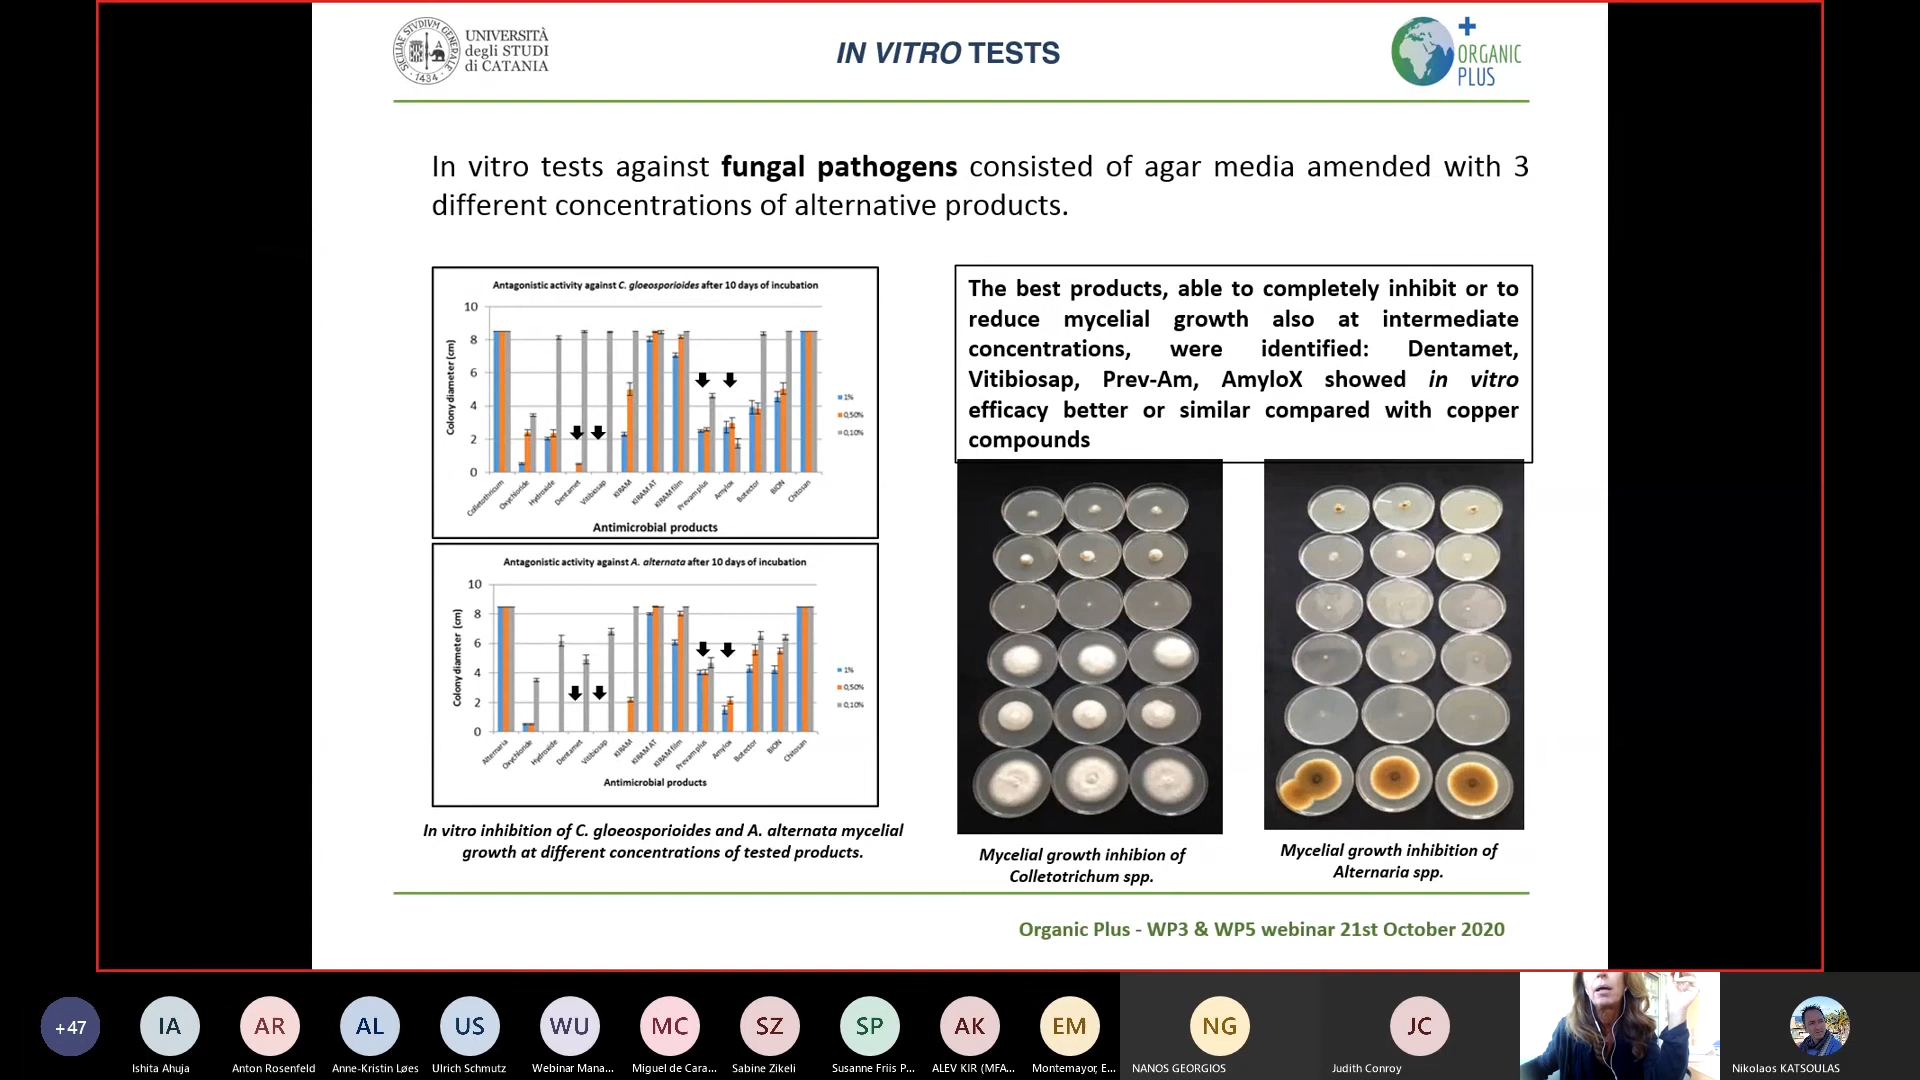 UNIVERSITÀ
degli STUDI
di CATANIA
SICILIAE STVDIVM GENERALE
1434
IN VITRO TESTS
+
ORGANIC
PLUS
In vitro tests against fungal pathogens consisted of agar media amended with 3
different concentrations of alternative products.
Antagonistic activity against C. gloeosporioides after 10 days of incubation
Colony diameter (cm)
10
8
6
4
2
0
1%
0,50%
0,10%
Colletothricum
Oxychloride
Hydroxide
Dentamet
Vitibiosap
KIRAM
KIRAM AT
KIRAM film
Prevam plus
Amylox
Botector
BION
Chitosan
Antimicrobial products
Antagonistic activity against A. alternata after 10 days of incubation
Colony diameter (cm)
10
8
6
4
2
0
1%
0,50%
0,10%
Alternaria
Oxychloride
Hydroxide
Dentamet
Vitibiosap
KIRAM
KIRAM AT
KIRAM film
Prevam plus
Amylox
Botector
BION
Chitosan
Antimicrobial products
In vitro inhibition of C. gloeosporioides and A. alternata mycelial
growth at different concentrations of tested products.
The best products, able to completely inhibit or to
reduce mycelial growth also at intermediate
concentrations, were identified: Dentamet,
Vitibiosap, Prev-Am, AmyloX showed in vitro
efficacy better or similar compared with copper
compounds
Mycelial growth inhibion of
Colletotrichum spp.
Mycelial growth inhibition of
Alternaria spp.
Organic Plus - WP3 & WP5 webinar 21st October 2020
+47
IA
AR
AL
US
WU
MC
SZ
SP
AK
EM
NG
JC
Ishita Ahuja
Anton Rosenfeld
Anne-Kristin Løes
Ulrich Schmutz
Webinar Mana...
Miguel de Cara...
Sabine Zikeli
Susanne Friis P...
ALEV KIR (MFA...
Montemayor, E...
NANOS GEORGIOS
Judith Conroy
Nikolaos KATSOULAS